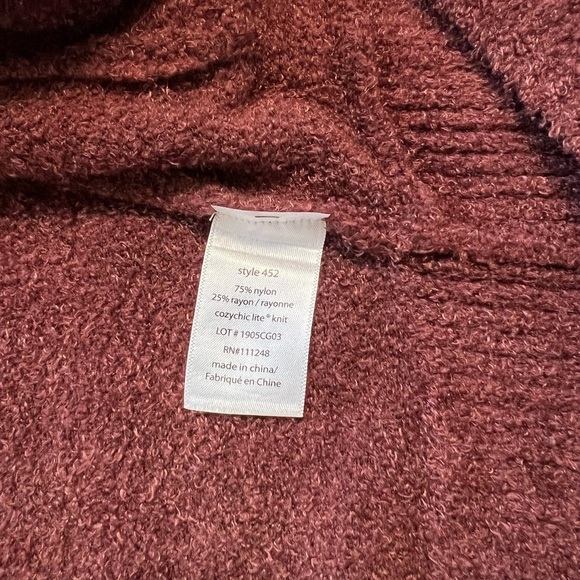 style 452
75% nylon
25% rayon / rayonne
cozychic lite® knit
LOT # 1905CG03
RN#111248
made in china/
Fabriqué en Chine